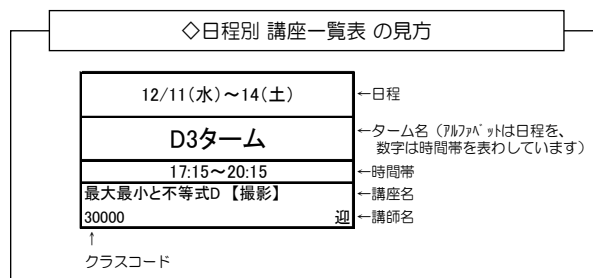 ◇日程別 講座一覧表 の見方
12/11(水)～14(土) ←日程
D3ターム ←ターム名（ｱﾙﾌｧﾍﾞｯﾄは日程を、
数字は時間帯を表わしています）
17:15～20:15 ←時間帯
最大最小と不等式D 【撮影】 ←講座名
30000 迎 ←講師名
↑
クラスコード